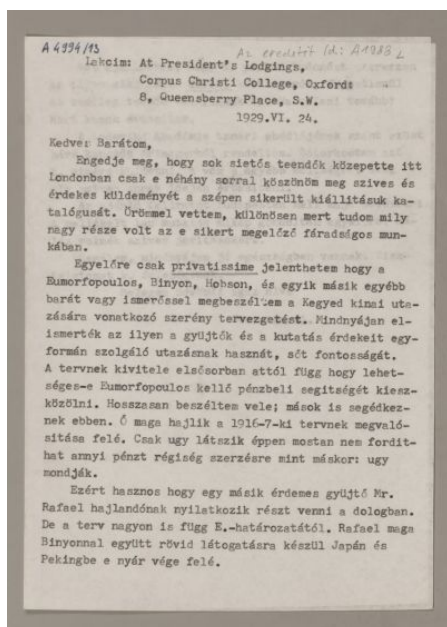 A 4994/13
Az eredetit ld: A 1983
Lakcím: At President's Lodgings,
Corpus Christi College, Oxford:
8, Queensberry Place, S.W.
1929.VI. 24.
Kedves Barátom,
Engedje meg, hogy sok sietős teendők közepette itt
Londonban csak e néhány sorral köszönöm meg szives és
érdekes küldeményét a szépen sikerült kiállitásuk ka-
talógusát. Örömmel vettem, különösen mert tudom mily
nagy része volt az e sikert megelőző fáradságos mun-
kában.
Egyelőre csak privatissime jelenthetem hogy a
Eumorfopoulos, Binyon, Hobson, és egyik másik egyébb
barát vagy ismerőssel megbeszéltem a Kegyed kinai uta-
zására vonatkozó szerény tervezgetést. Mindnyájan el-
ismerték az ilyen a gyüjtők és a kutatás érdekeit egy-
formán szolgáló utazásnak hasznát, sőt fontosságát.
A tervnek kivitele elsősorban attól függ hogy lehet-
séges-e Eumorfopoulos kellő pénzbeli segitségét kiesz-
közölni. Hosszasan beszéltem vele; mások is segédkez-
nek ebben. Ő maga hajlik a 1916-7-ki tervnek megvaló-
sitása felé. Csak ugy látszik éppen mostan nem fordit-
hat annyi pénzt régiség szerzésre mint máskor: ugy
mondják.
Ezért hasznos hogy egy másik érdemes gyüjtő Mr.
Rafael hajlandónak nyilatkozik részt venni a dologban.
De a terv nagyon is függ E.-határozatától. Rafael maga
Binyonnal együtt rövid látogatásra készül Japán és
Pekingbe e nyár vége felé.